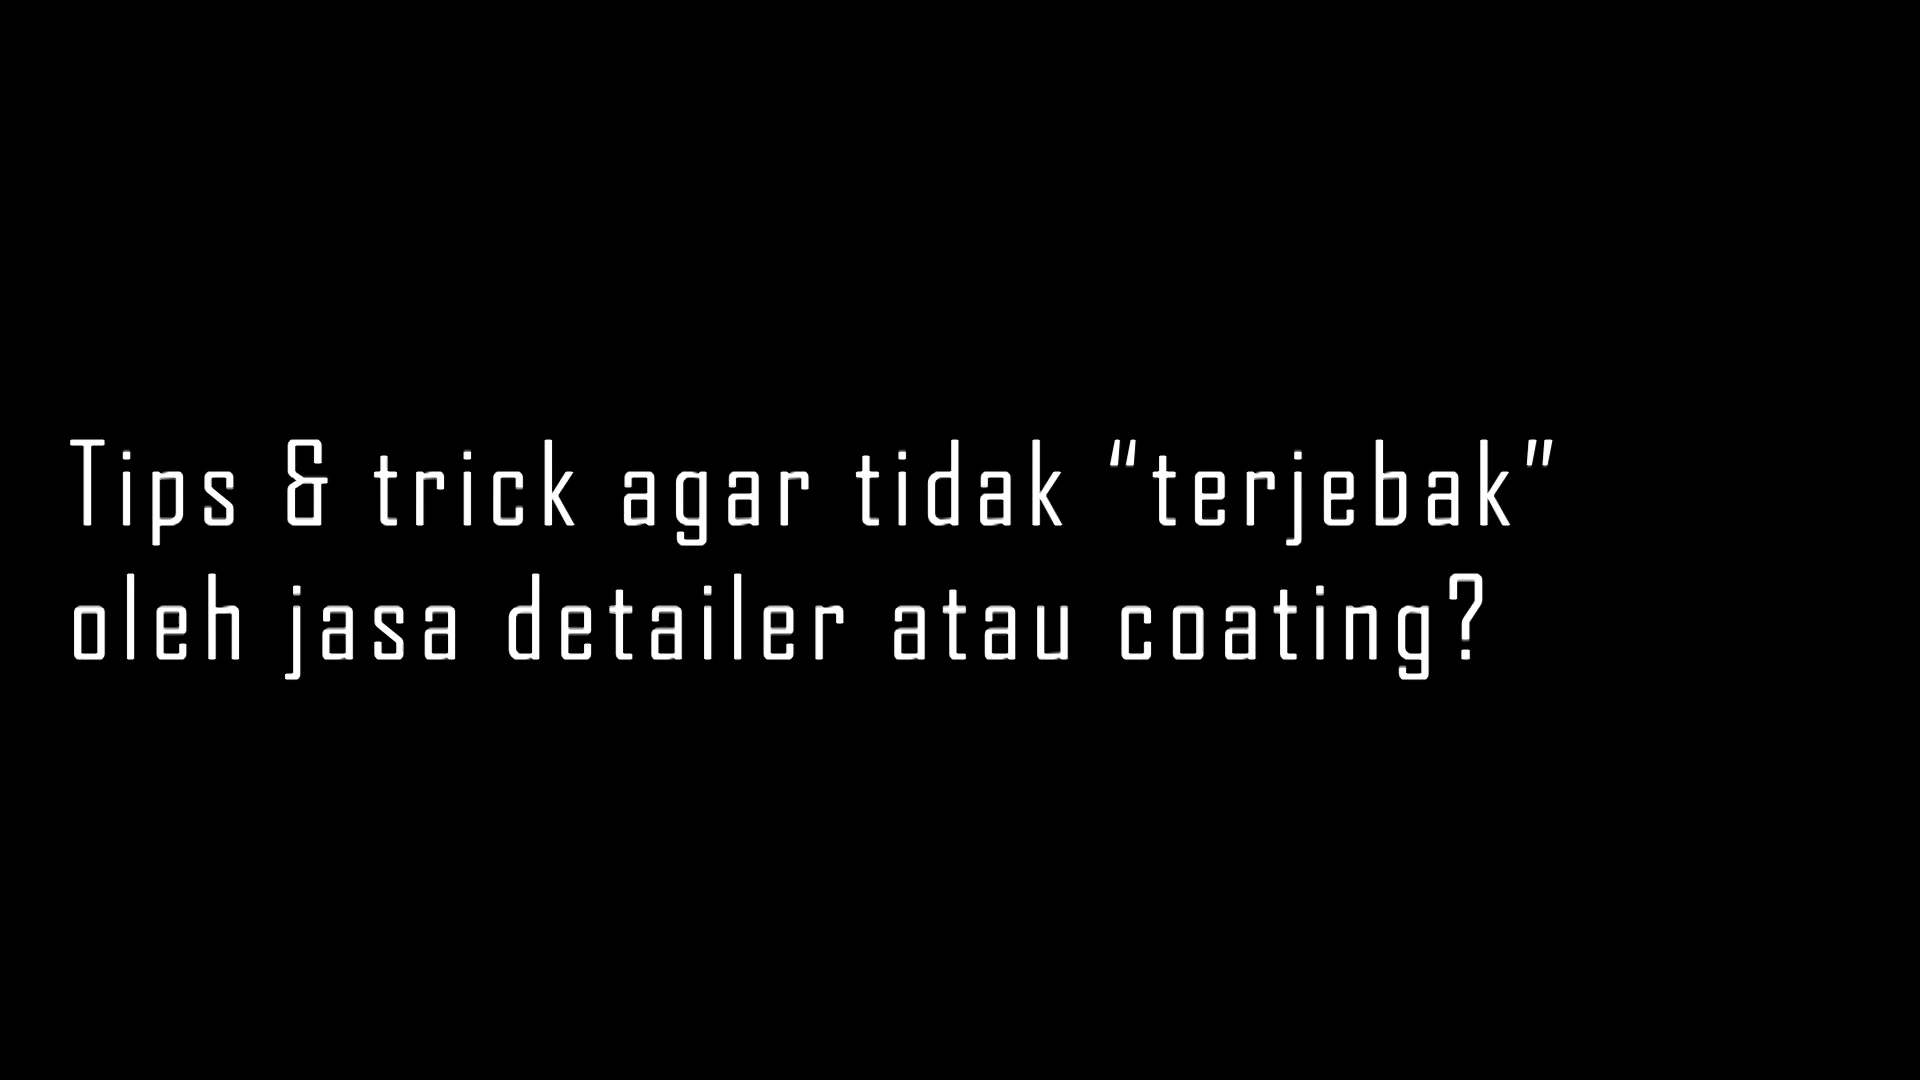 Tips & trick agar tidak “terjebak”
oleh jasa detailer atau coating?